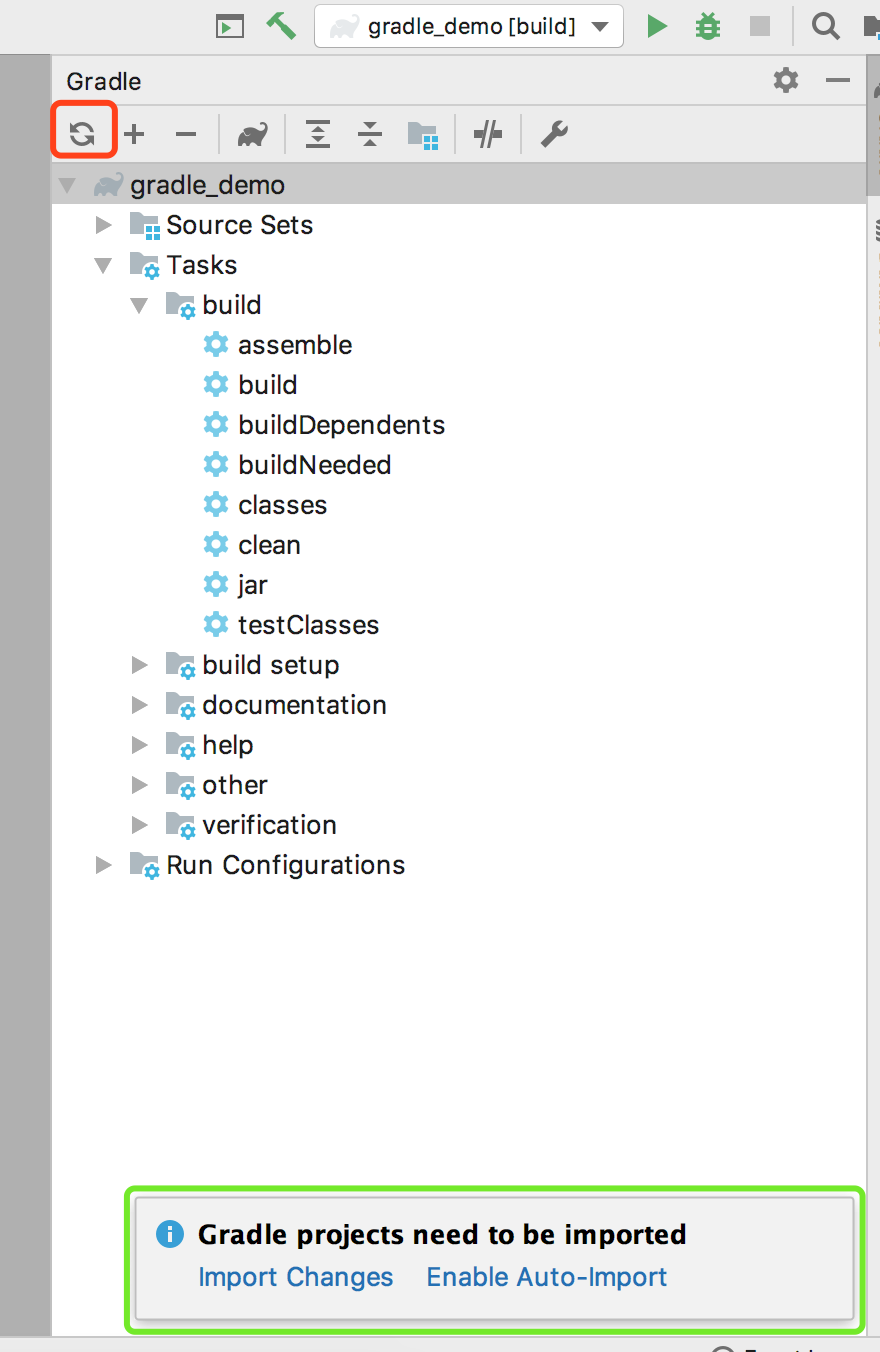 gradle_demo [build]
Gradle
gradle_demo
Source Sets
Tasks
build
assemble
build
buildDependents
buildNeeded
classes
clean
jar
testClasses
build setup
documentation
help
other
verification
Run Configurations
Gradle projects need to be imported
Import Changes Enable Auto-Import